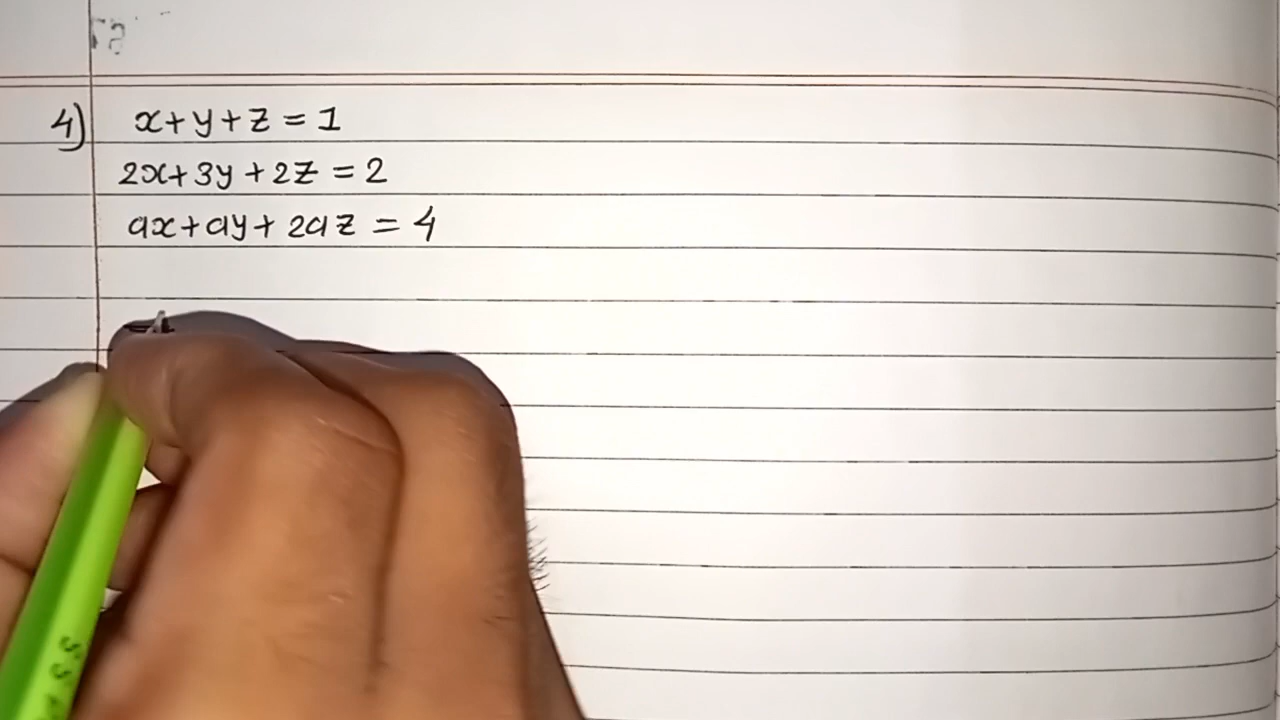 4) x+y+z = 1
2x+3y+2z = 2
ax+ay+2az = 4